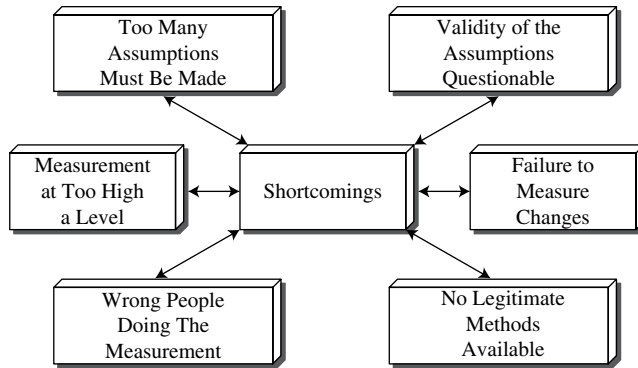 Too Many
Assumptions
Must Be Made
Validity of the
Assumptions
Questionable
Measurement
at Too High
a Level
Shortcomings
Failure to
Measure
Changes
Wrong People
Doing The
Measurement
No Legitimate
Methods
Available